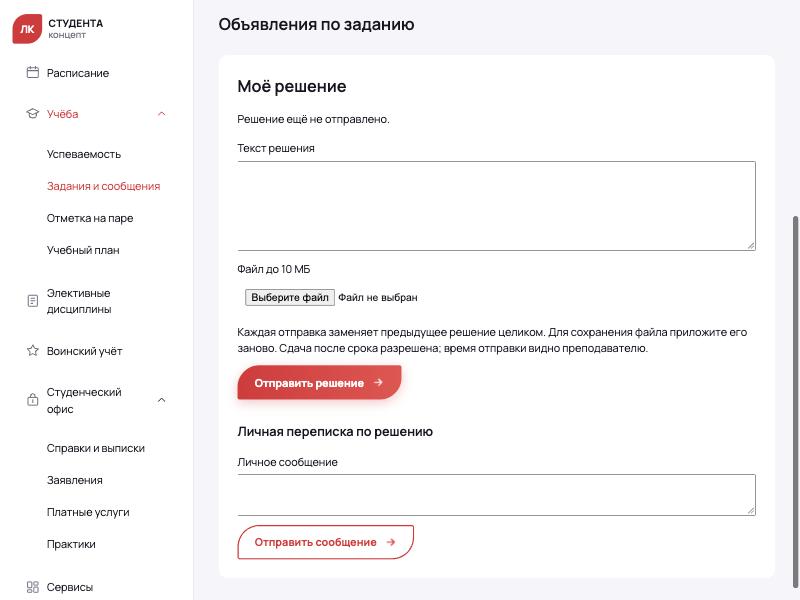 ЛК
СТУДЕНТА
концепт
Расписание
Учёба
Успеваемость
Задания и сообщения
Отметка на паре
Учебный план
Элективные
дисциплины
Воинский учёт
Студенческий
офис
Справки и выписки
Заявления
Платные услуги
Практики
Сервисы
Объявления по заданию
Моё решение
Решение ещё не отправлено.
Текст решения
Файл до 10 МБ
Выберите файл Файл не выбран
Каждая отправка заменяет предыдущее решение целиком. Для сохранения файла приложите его
заново. Сдача после срока разрешена; время отправки видно преподавателю.
Отправить решение →
Личная переписка по решению
Личное сообщение
Отправить сообщение →